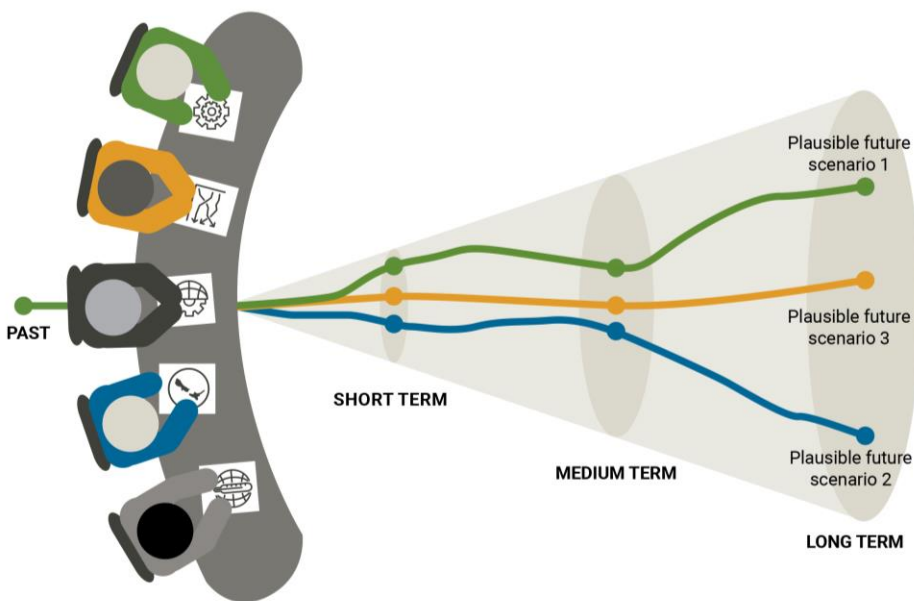 Plausible future
scenario 1
PAST
Plausible future
scenario 3
SHORT TERM
MEDIUM TERM
Plausible future
scenario 2
LONG TERM